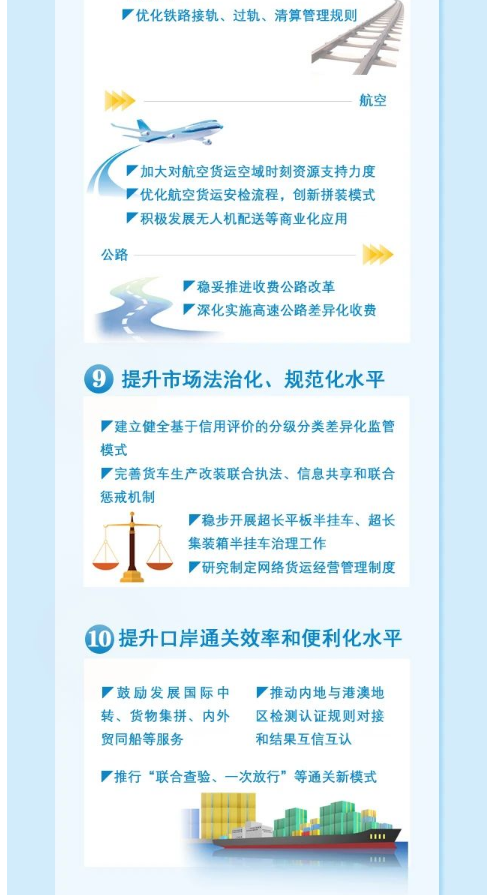 优化铁路接轨、过轨、清算管理规则
航空
加大对航空货运空域时刻资源支持力度
优化航空货运安检流程，创新拼装模式
积极发展无人机配送等商业化应用
公路
稳妥推进收费公路改革
深化实施高速公路差异化收费
9 提升市场法治化、规范化水平
建立健全基于信用评价的分级分类差异化监管
模式
完善货车生产改装联合执法、信息共享和联合
惩戒机制
稳步开展超长平板半挂车、超长
集装箱半挂车治理工作
研究制定网络货运经营管理制度
10 提升口岸通关效率和便利化水平
鼓励发展国际中
转、货物集拼、内外
贸同船等服务
推动内地与港澳地
区检测认证规则对接
和结果互信互认
推行“联合查验、一次放行”等通关新模式